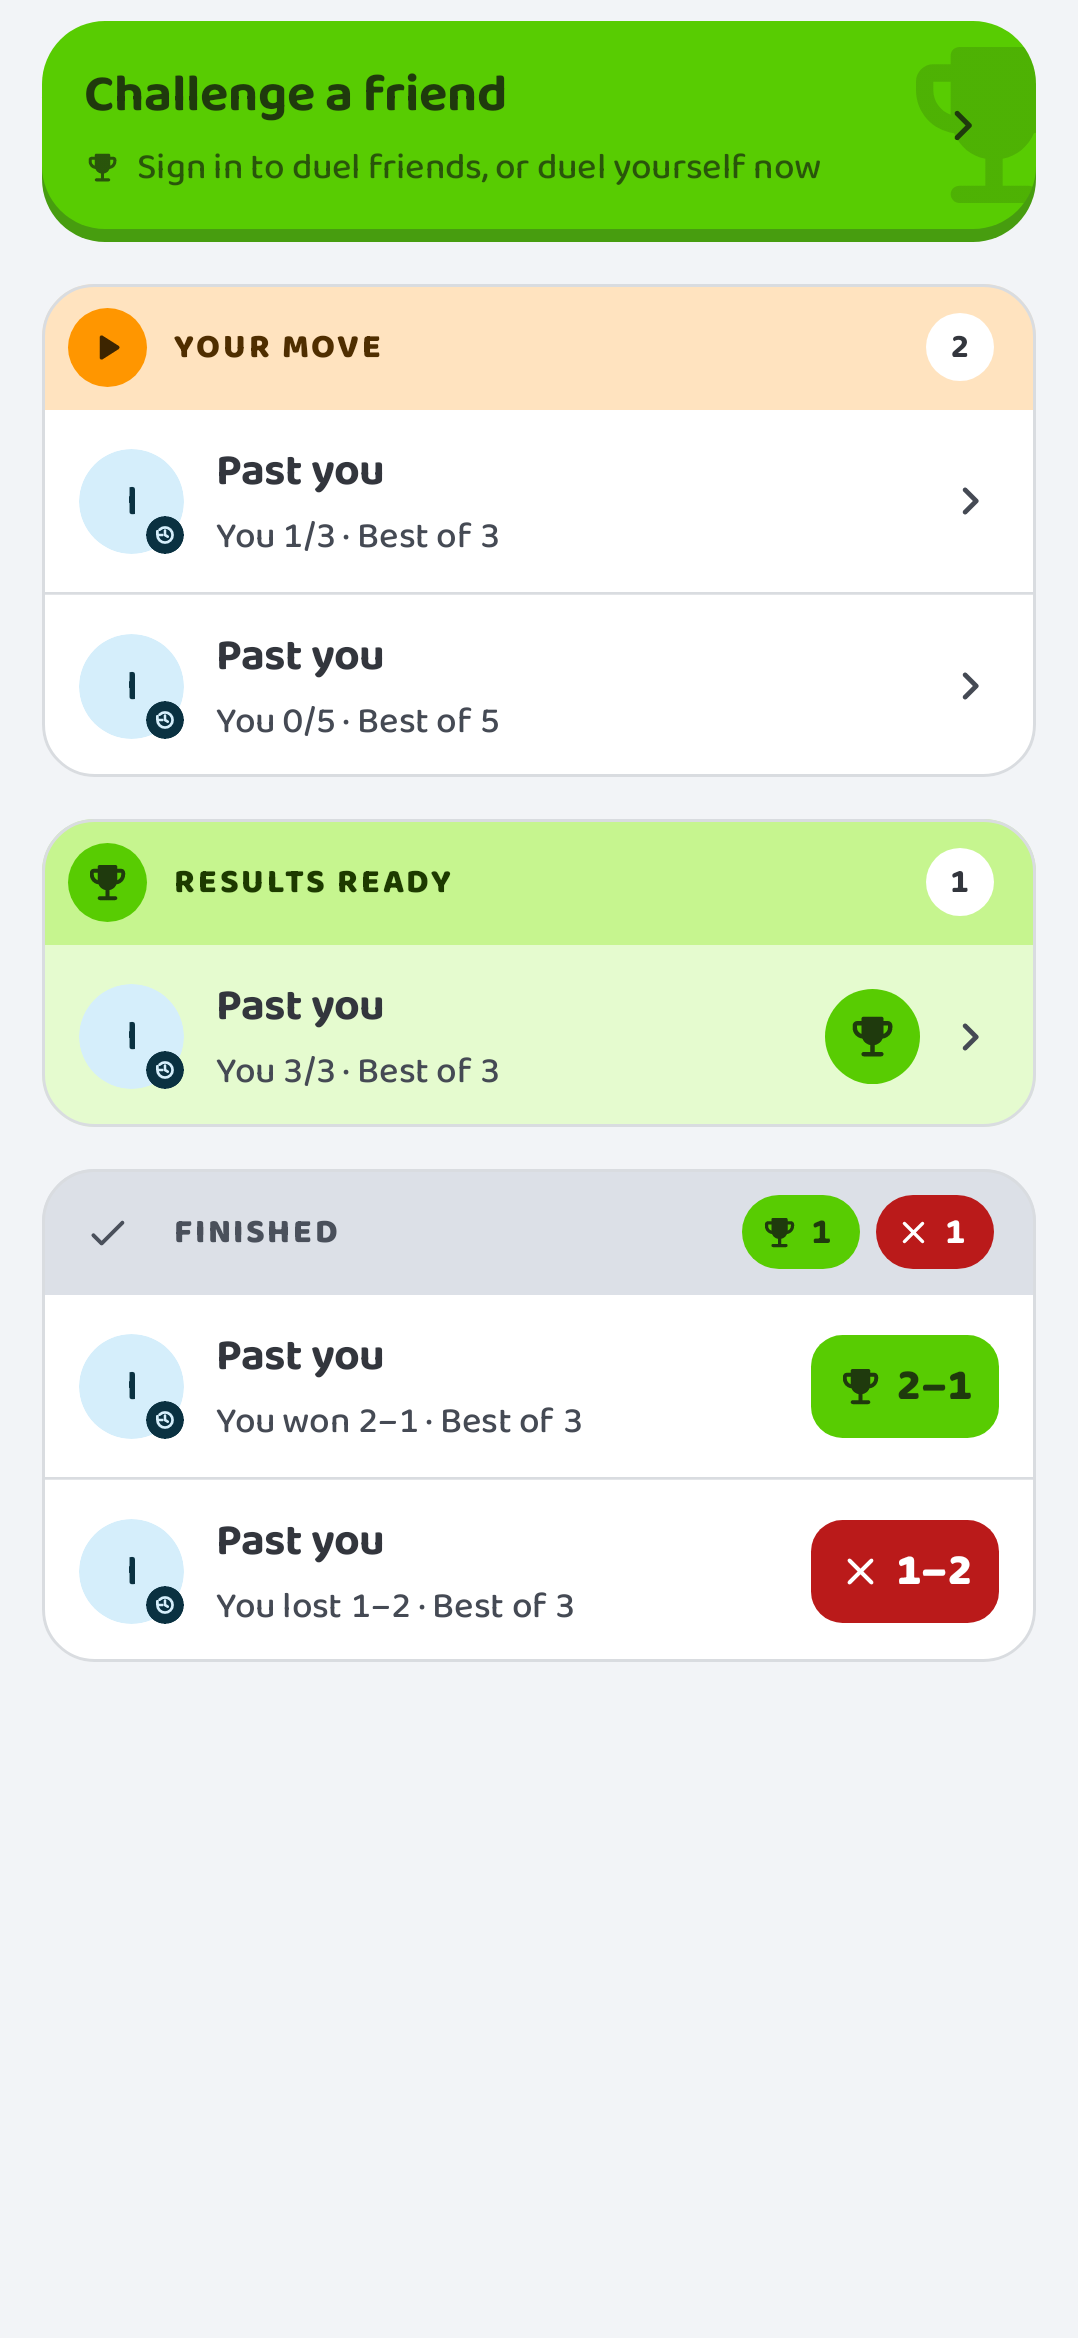 Challenge a friend
Sign in to duel friends, or duel yourself now
YOUR MOVE
2
I
Past you
You 1/3 · Best of 3
I
Past you
You 0/5 · Best of 5
RESULTS READY
1
I
Past you
You 3/3 · Best of 3
FINISHED
1
1
I
Past you
You won 2–1 · Best of 3
2–1
I
Past you
You lost 1–2 · Best of 3
1–2